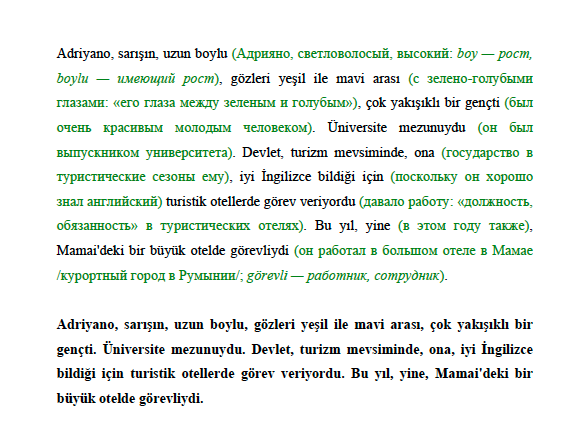 Adriyano, sarışın, uzun boylu (Адрияно, светловолосый, высокий: boy — рост,
boylu — имеющий рост), gözleri yeşil ile mavi arası (с зелено-голубыми
глазами: «его глаза между зеленым и голубым»), çok yakışıklı bir gençti (был
очень красивым молодым человеком). Üniversite mezunuydu (он был
выпускником университета). Devlet, turizm mevsiminde, ona (государство в
туристические сезоны ему), iyi İngilizce bildiği için (поскольку он хорошо
знал английский) turistik otellerde görev veriyordu (давало работу: «должность,
обязанность» в туристических отелях). Bu yıl, yine (в этом году также),
Mamai'deki bir büyük otelde görevliydi (он работал в большом отеле в Мамае
/курортный город в Румынии/; görevli — работник, сотрудник).
Adriyano, sarışın, uzun boylu, gözleri yeşil ile mavi arası, çok yakışıklı bir
gençti. Üniversite mezunuydu. Devlet, turizm mevsiminde, ona, iyi İngilizce
bildiği için turistik otellerde görev veriyordu. Bu yıl, yine, Mamai'deki bir
büyük otelde görevliydi.